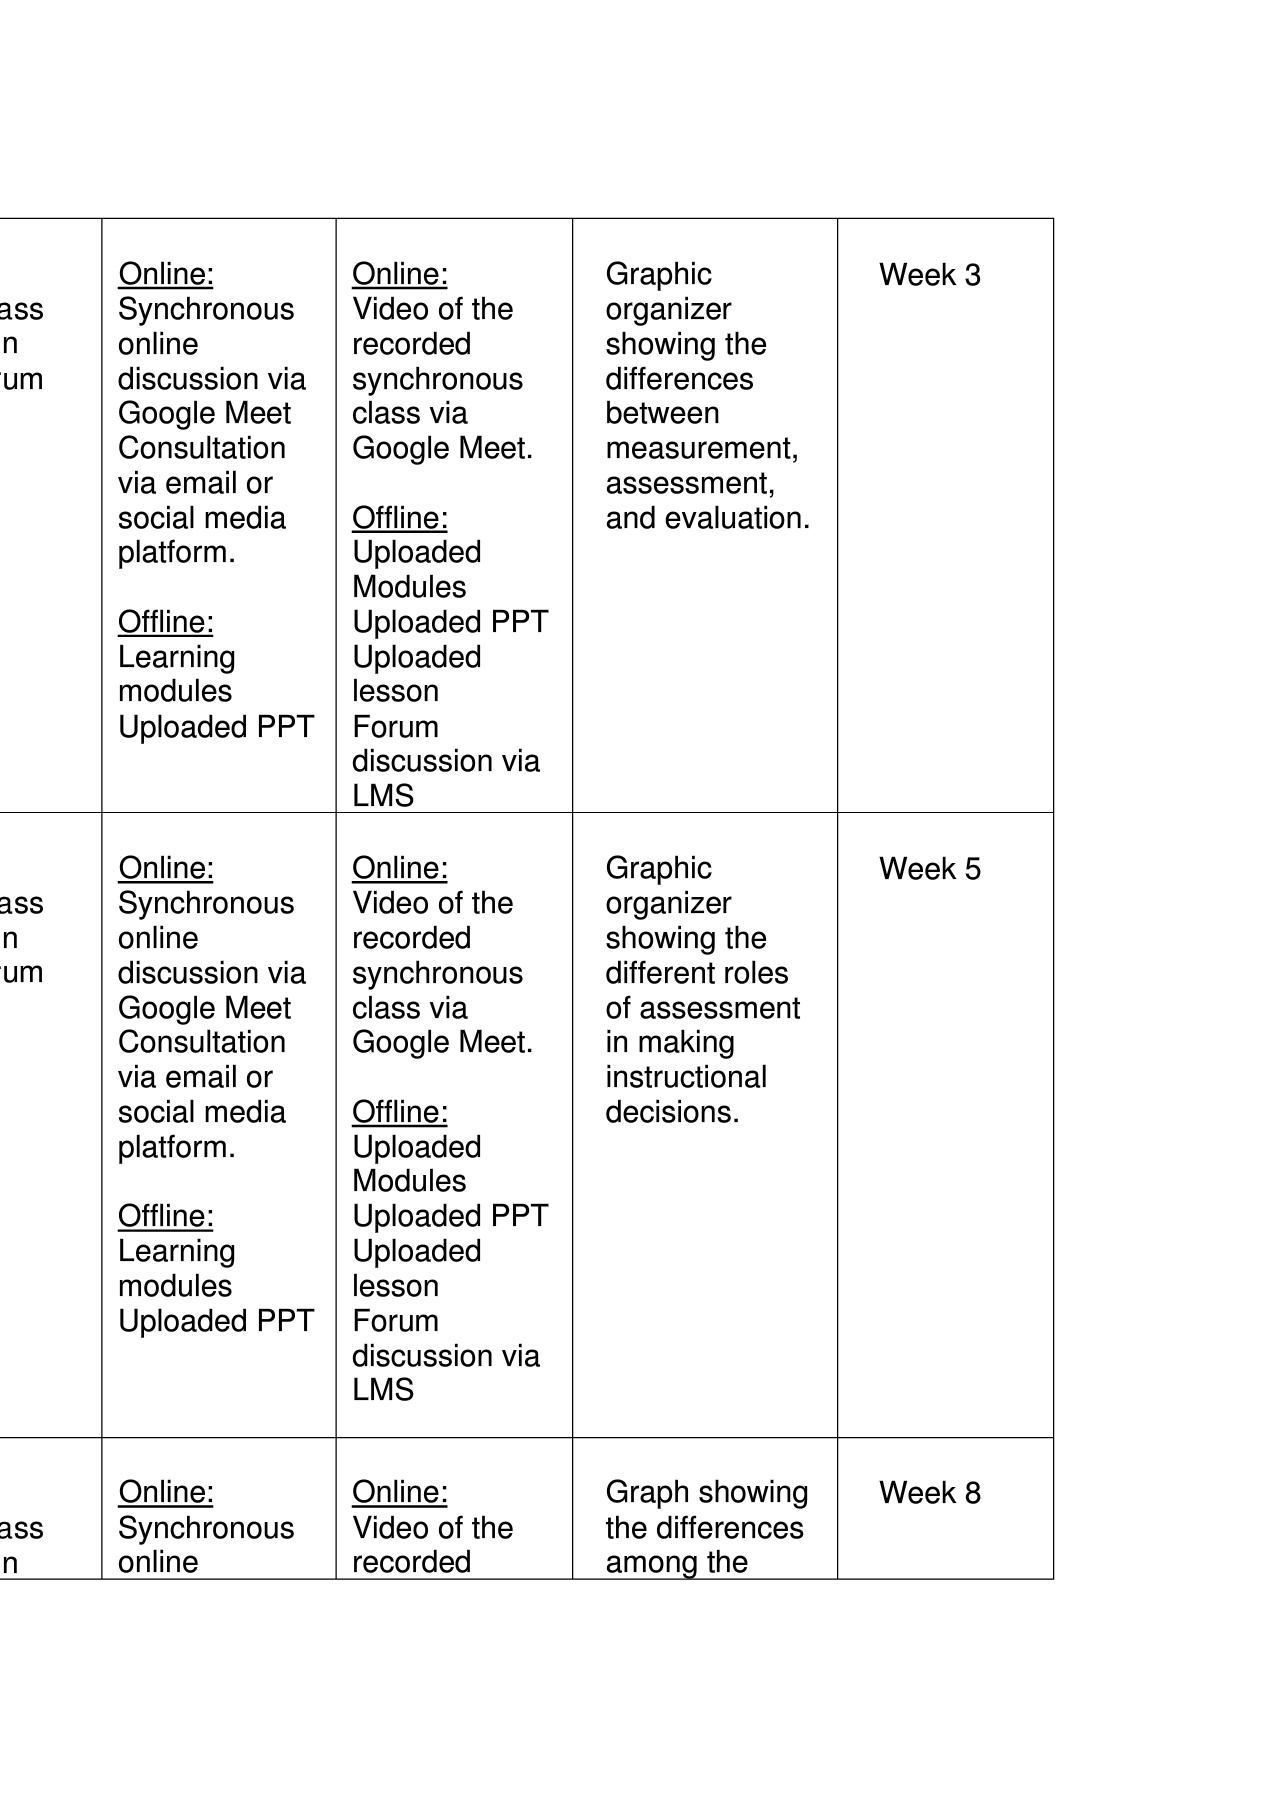 ass
n
rum
Online:
Synchronous
online
discussion via
Google Meet
Consultation
via email or
social media
platform.
Offline:
Learning
modules
Uploaded PPT
Online:
Video of the
recorded
synchronous
class via
Google Meet.
Offline:
Uploaded
Modules
Uploaded PPT
Uploaded
lesson
Forum
discussion via
LMS
Graphic
organizer
showing the
differences
between
measurement,
assessment,
and evaluation.
Week 3
ass
n
rum
Online:
Synchronous
online
discussion via
Google Meet
Consultation
via email or
social media
platform.
Offline:
Learning
modules
Uploaded PPT
Online:
Video of the
recorded
synchronous
class via
Google Meet.
Offline:
Uploaded
Modules
Uploaded PPT
Uploaded
lesson
Forum
discussion via
LMS
Graphic
organizer
showing the
different roles
of assessment
in making
instructional
decisions.
Week 5
ass
n
Online:
Synchronous
online
Online:
Video of the
recorded
Graph showing
the differences
among the
Week 8